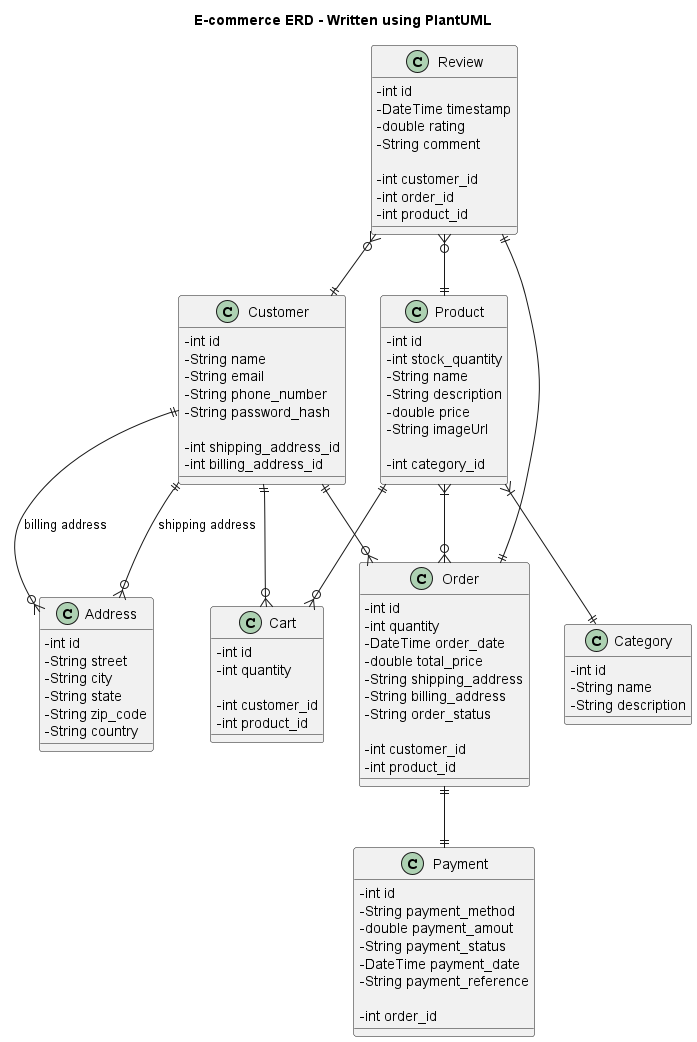 E-commerce ERD - Written using PlantUML
C Review
-int id
-DateTime timestamp
-double rating
-String comment
-int customer_id
-int order_id
-int product_id
C Customer
-int id
-String name
-String email
-String phone_number
-String password_hash
-int shipping_address_id
-int billing_address_id
C Product
-int id
-int stock_quantity
-String name
-String description
-double price
-String imageUrl
-int category_id
billing address
shipping address
C Address
-int id
-String street
-String city
-String state
-String zip_code
-String country
C Cart
-int id
-int quantity
-int customer_id
-int product_id
C Order
-int id
-int quantity
-DateTime order_date
-double total_price
-String shipping_address
-String billing_address
-String order_status
-int customer_id
-int product_id
C Category
-int id
-String name
-String description
C Payment
-int id
-String payment_method
-double payment_amout
-String payment_status
-DateTime payment_date
-String payment_reference
-int order_id